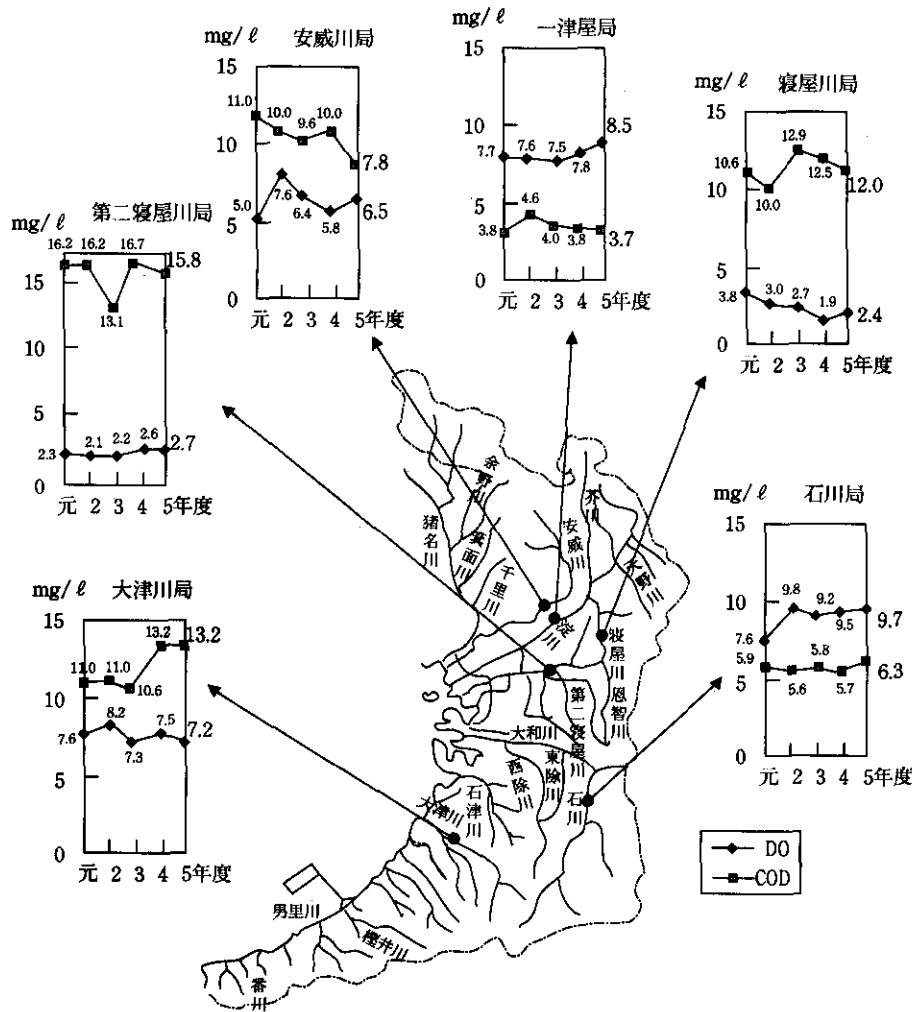 安威川局
mg/ℓ
15
10
5
0
11.0 10.0 9.6 10.0 7.8
5.0 7.6 6.4 5.8 6.5
元 2 3 4 5年度
一津屋局
mg/ℓ
15
10
5
0
7.7 7.6 7.5 7.8 8.5
3.8 4.6 4.0 3.8 3.7
元 2 3 4 5年度
寝屋川局
mg/ℓ
15
10
5
0
10.6 10.0 12.9 12.5 12.0
3.8 3.0 2.7 1.9 2.4
元 2 3 4 5年度
第二寝屋川局
mg/ℓ
15
10
5
0
16.2 16.2 13.1 16.7 15.8
2.3 2.1 2.2 2.6 2.7
元 2 3 4 5年度
石川局
mg/ℓ
15
10
5
0
7.6 9.8 9.2 9.5 9.7
5.9 5.6 5.8 5.7 6.3
元 2 3 4 5年度
大津川局
mg/ℓ
15
10
5
0
11.0 11.0 10.6 13.2 13.2
7.6 8.2 7.3 7.5 7.2
元 2 3 4 5年度
余野川
猪名川
箕面川
千里川
安威川
芥川
淀川
寝屋川
恩智川
第二寝屋川
大和川
東除川
西除川
石川
石津川
大津川
男里川
樫井川
番川
DO
COD